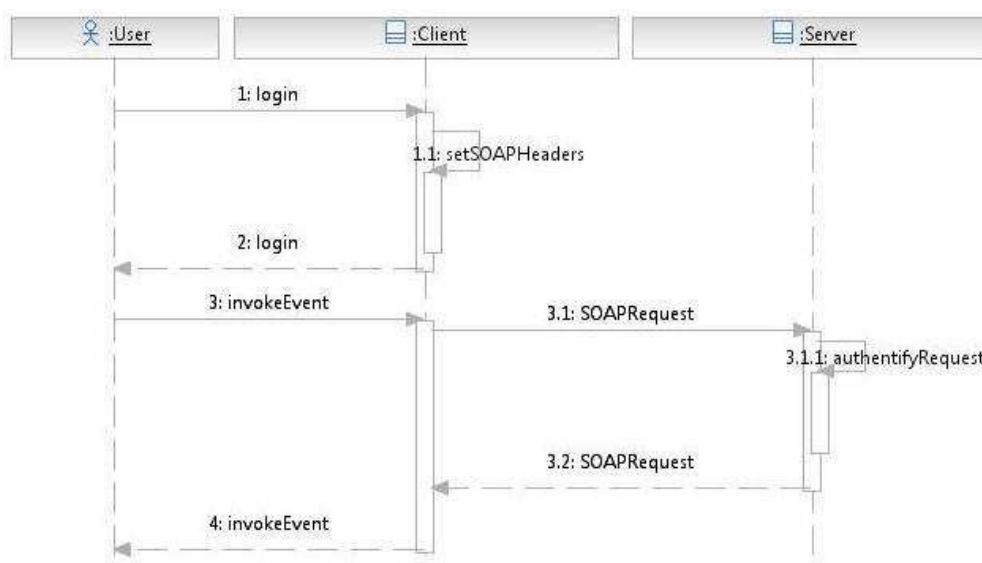 :User
:Client
:Server
1: login
1.1: setSOAPHeaders
2: login
3: invokeEvent
3.1: SOAPRequest
3.1.1: authentifyRequest
3.2: SOAPRequest
4: invokeEvent